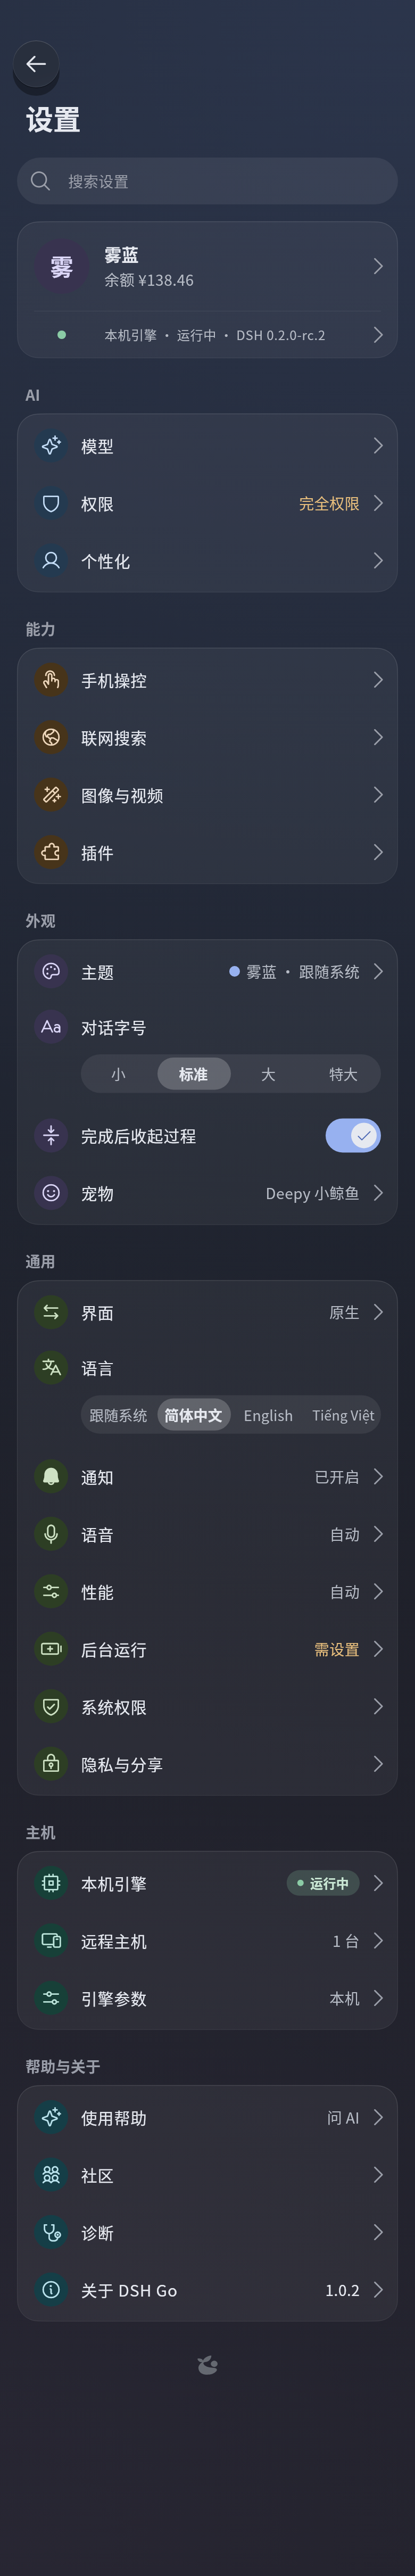 设置
搜索设置
雾
雾蓝
余额 ¥138.46
本机引擎 · 运行中 · DSH 0.2.0-rc.2
AI
模型
权限 完全权限
个性化
能力
手机操控
联网搜索
图像与视频
插件
外观
主题 雾蓝 · 跟随系统
Aa 对话字号
小 标准 大 特大
完成后收起过程
宠物 Deepy 小鲸鱼
通用
界面 原生
语言
跟随系统 简体中文 English Tiếng Việt
通知 已开启
语音 自动
性能 自动
后台运行 需设置
系统权限
隐私与分享
主机
本机引擎 运行中
远程主机 1 台
引擎参数 本机
帮助与关于
使用帮助 问 AI
社区
诊断
关于 DSH Go 1.0.2